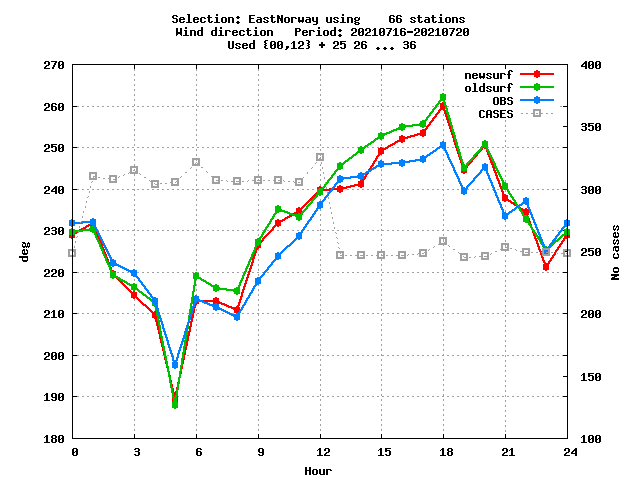 Selection: EastNorway using    66 stations
Wind direction   Period: 20210716-20210720
Used {00,12} + 25 26 ... 36
270 400
newsurf
oldsurf
OBS
CASES
260
350
250
240 300
230
deg
No cases
250
220
210 200
200
150
190
180 100
0 3 6 9 12 15 18 21 24
Hour